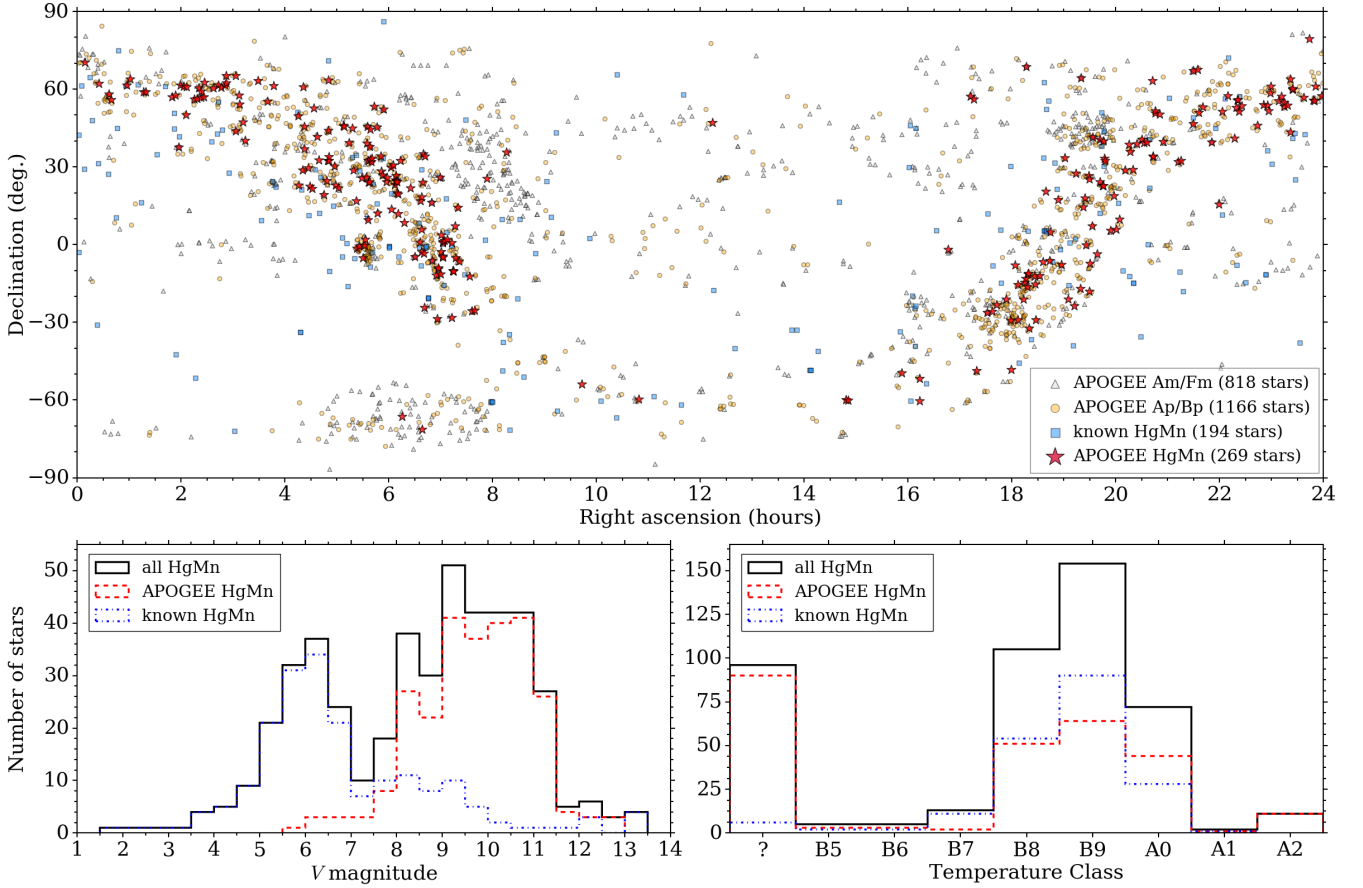 90
60
30
0
−30
−60
−90
Declination (deg.)
APOGEE Am/Fm (818 stars)
APOGEE Ap/Bp (1166 stars)
known HgMn (194 stars)
APOGEE HgMn (269 stars)
0 2 4 6 8 10 12 14 16 18 20 22 24
Right ascension (hours)
50
40
30
20
10
0
Number of stars
all HgMn
APOGEE HgMn
known HgMn
1 2 3 4 5 6 7 8 9 10 11 12 13 14
V magnitude
150
125
100
75
50
25
0
all HgMn
APOGEE HgMn
known HgMn
? B5 B6 B7 B8 B9 A0 A1 A2
Temperature Class